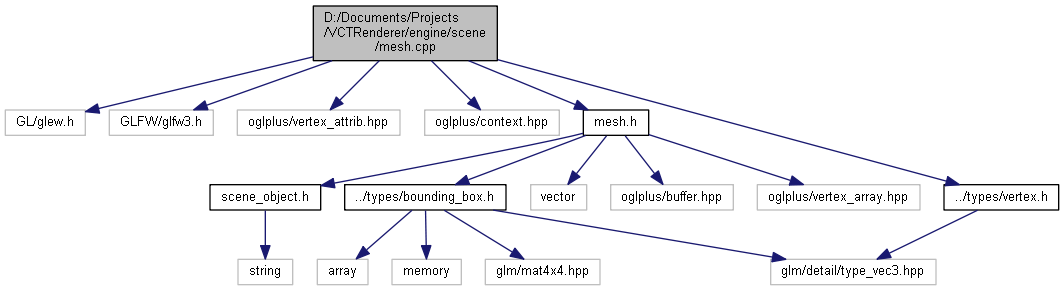 D:/Documents/Projects
/VCTRenderer/engine/scene
/mesh.cpp
GL/glew.h
GLFW/glfw3.h
oglplus/vertex_attrib.hpp
oglplus/context.hpp
mesh.h
scene_object.h
../types/bounding_box.h
vector
oglplus/buffer.hpp
oglplus/vertex_array.hpp
../types/vertex.h
string
array
memory
glm/mat4x4.hpp
glm/detail/type_vec3.hpp